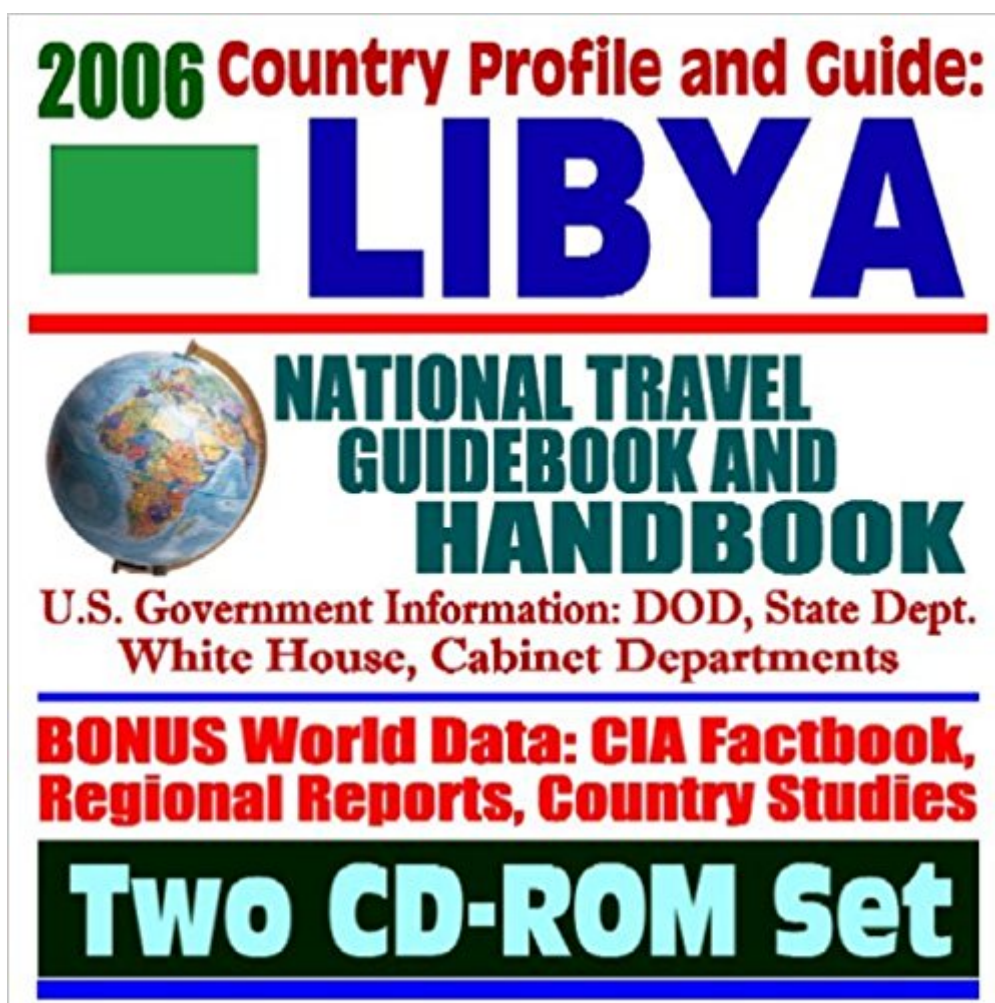 2006 Country Profile and Guide:
LIBYA
NATIONAL TRAVEL
GUIDEBOOK AND
HANDBOOK
U.S. Government Information: DOD, State Dept.
White House, Cabinet Departments
BONUS World Data: CIA Factbook,
Regional Reports, Country Studies
Two CD-ROM Set